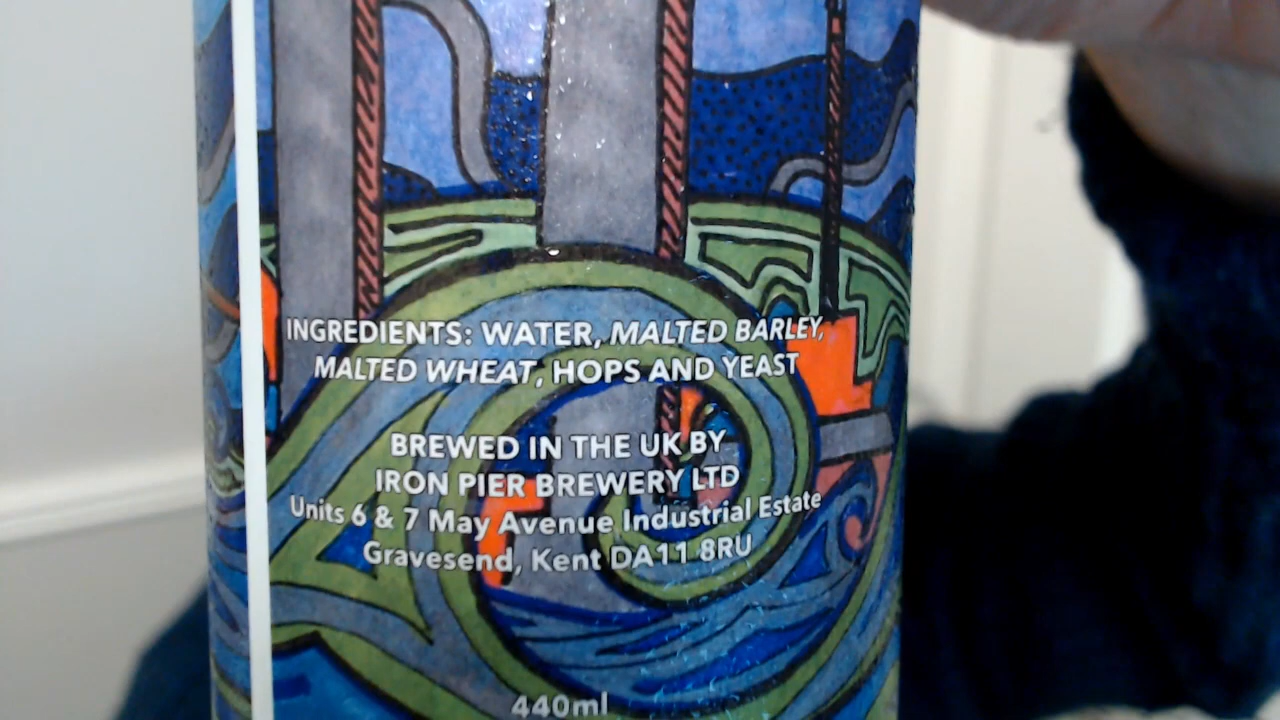 INGREDIENTS: WATER, MALTED BARLEY,
MALTED WHEAT, HOPS AND YEAST
BREWED IN THE UK BY
IRON PIER BREWERY LTD
Units 6 & 7 May Avenue Industrial Estate
Gravesend, Kent DA11 8RU
440ml